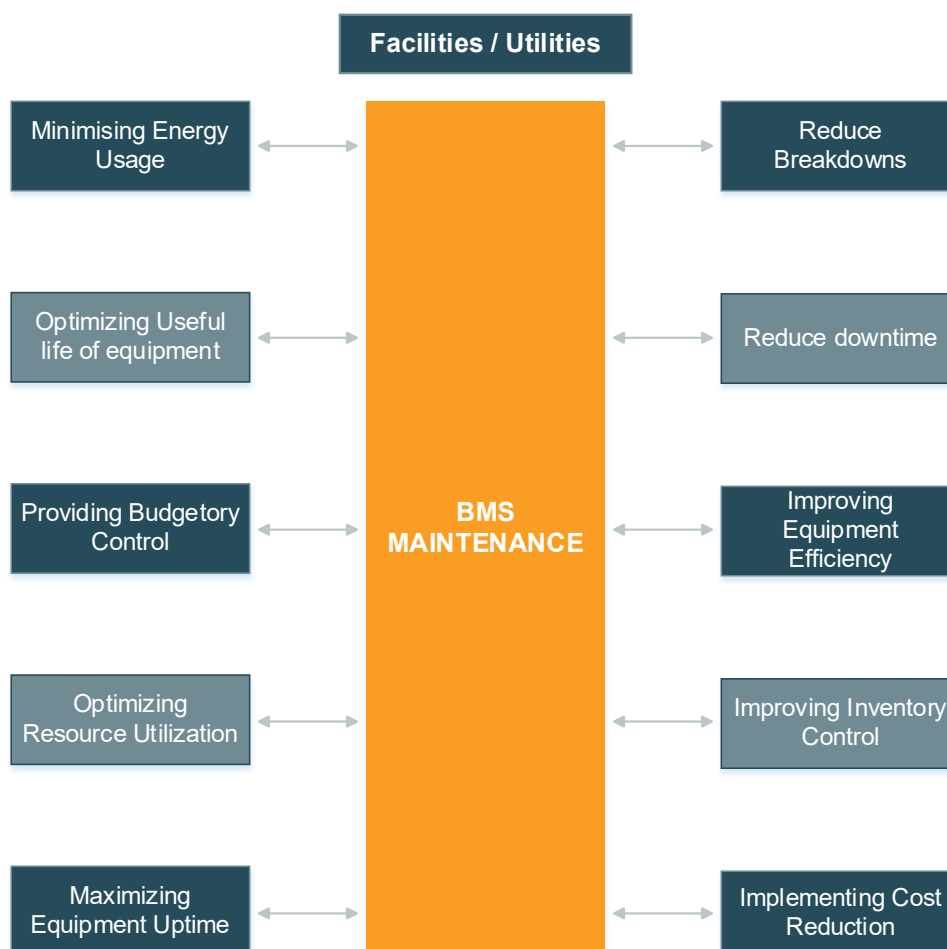 Facilities / Utilities
Minimising Energy
Usage
Reduce
Breakdowns
Optimizing Useful
life of equipment
Reduce downtime
Providing Budgetory
Control
BMS
MAINTENANCE
Improving
Equipment
Efficiency
Optimizing
Resource Utilization
Improving Inventory
Control
Maximizing
Equipment Uptime
Implementing Cost
Reduction